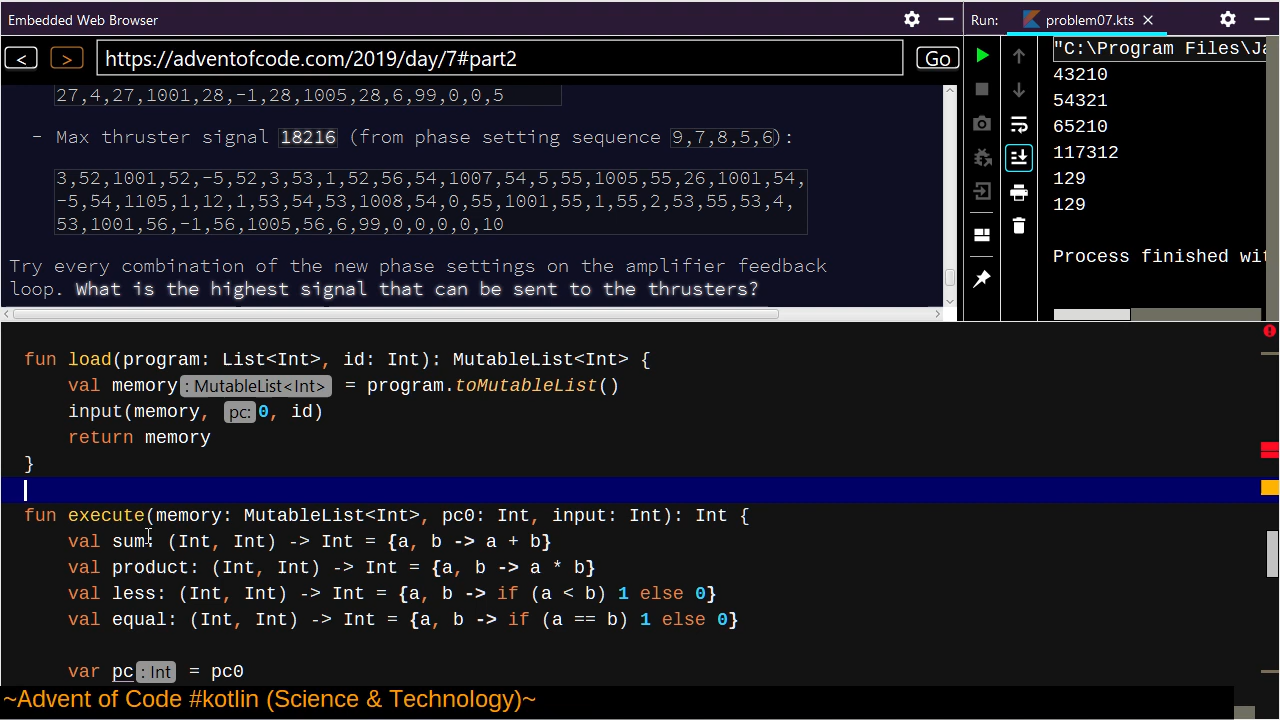 Embedded Web Browser
Run: problem07.kts
< > https://adventofcode.com/2019/day/7#part2 Go
27,4,27,1001,28,-1,28,1005,28,6,99,0,0,5
- Max thruster signal 18216 (from phase setting sequence 9,7,8,5,6):
3,52,1001,52,-5,52,3,53,1,52,56,54,1007,54,5,55,1005,55,26,1001,54,
-5,54,1105,1,12,1,53,54,53,1008,54,0,55,1001,55,1,55,2,53,55,53,4,
53,1001,56,-1,56,1005,56,6,99,0,0,0,0,10
Try every combination of the new phase settings on the amplifier feedback
loop. What is the highest signal that can be sent to the thrusters?
"C:\Program Files\Ja
43210
54321
65210
117312
129
129
Process finished wit
fun load(program: List<Int>, id: Int): MutableList<Int> {
val memory : MutableList<Int> = program.toMutableList()
input(memory, pc: 0, id)
return memory
}
fun execute(memory: MutableList<Int>, pc0: Int, input: Int): Int {
val sum: (Int, Int) -> Int = {a, b -> a + b}
val product: (Int, Int) -> Int = {a, b -> a * b}
val less: (Int, Int) -> Int = {a, b -> if (a < b) 1 else 0}
val equal: (Int, Int) -> Int = {a, b -> if (a == b) 1 else 0}
var pc : Int = pc0
~Advent of Code #kotlin (Science & Technology)~